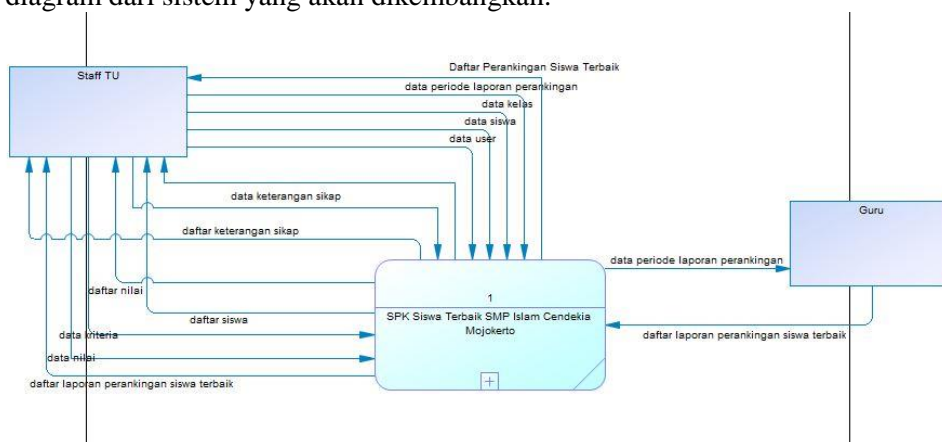 diagram dari sistem yang akan dikembangkan.
Staff TU
Daftar Perankingan Siswa Terbaik
data periode laporan perankingan
data kelas
data siswa
data user
data keterangan sikap
daftar keterangan sikap
Guru
data periode laporan perankingan
daftar nilai
1
daftar siswa
SPK Siswa Terbaik SMP Islam Cendekia
Mojokerto
data kriteria
daftar laporan perankingan siswa terbaik
data nilai
daftar laporan perankingan siswa terbaik